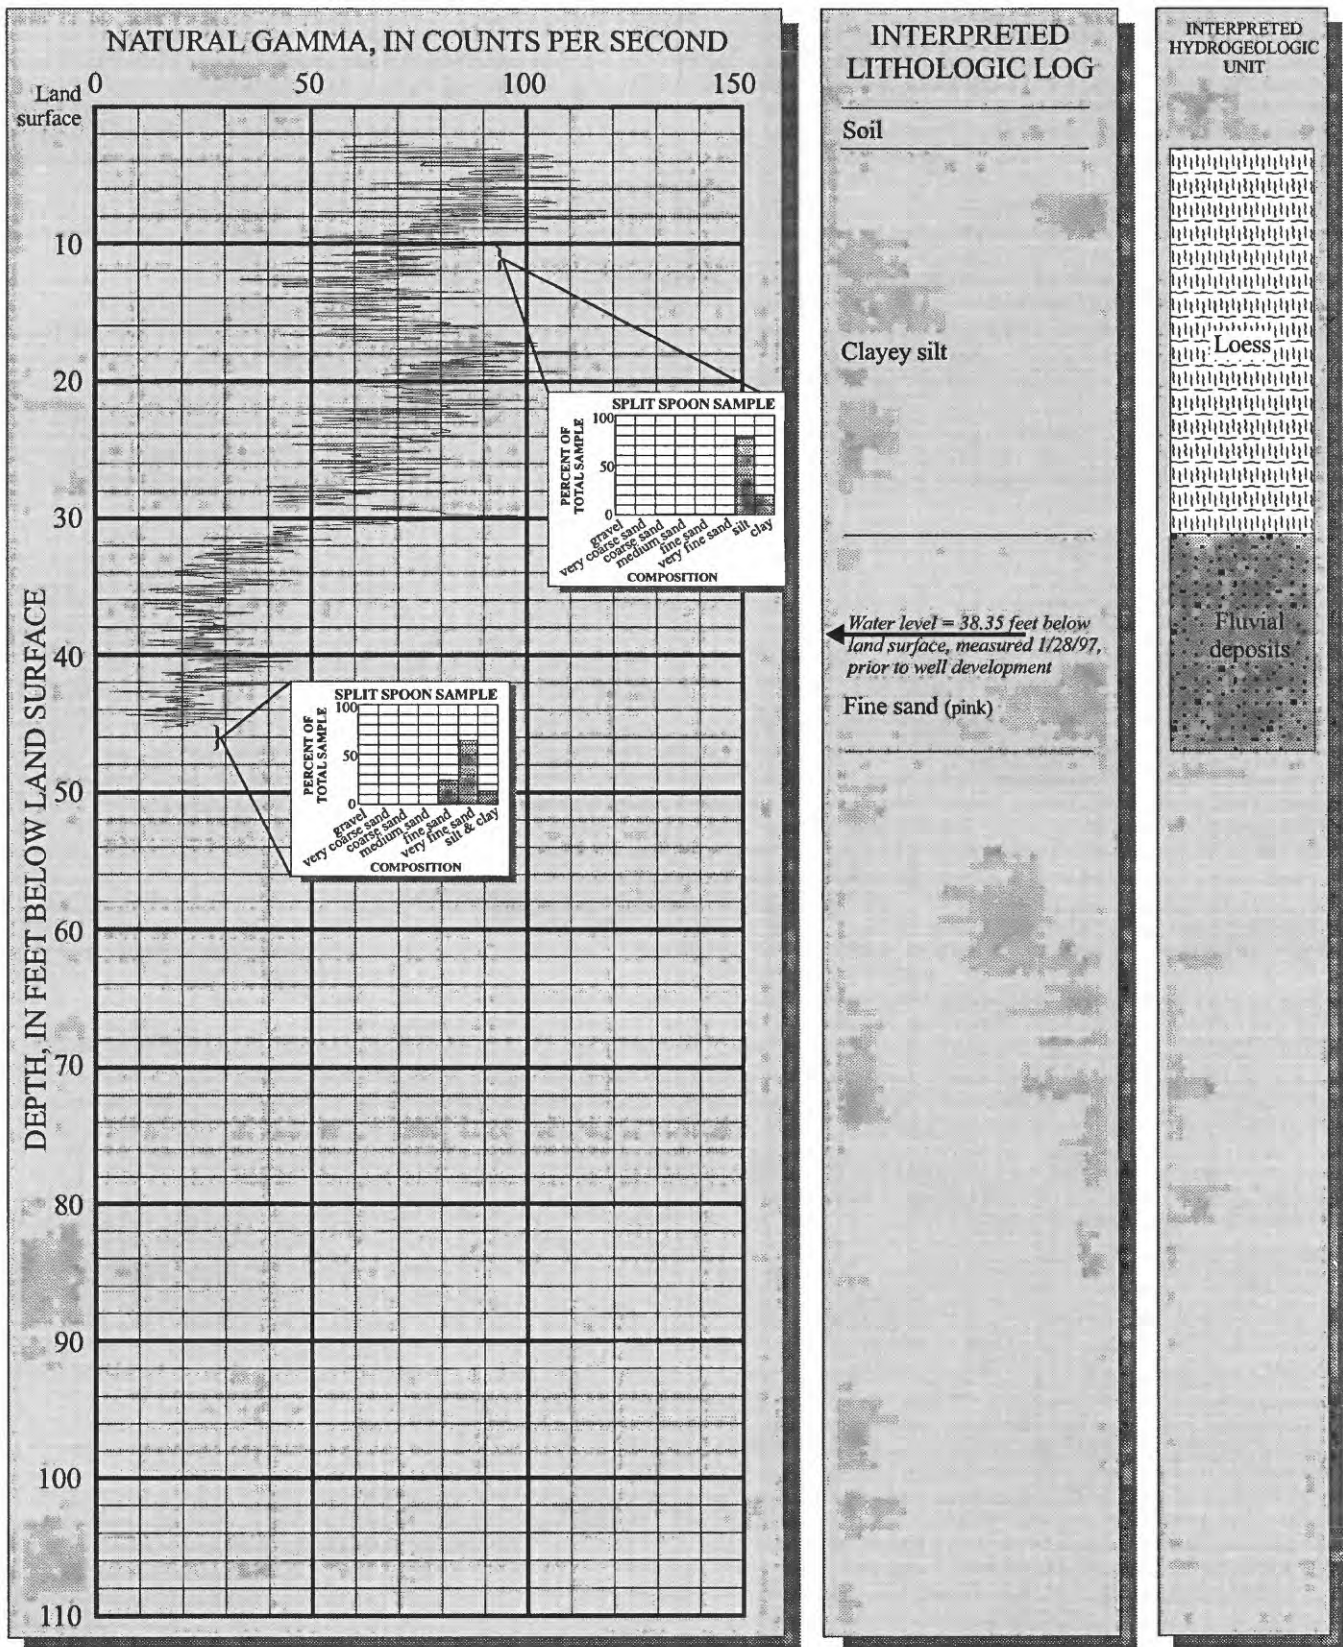 NATURAL GAMMA, IN COUNTS PER SECOND
0 50 100 150
Land
surface
10
20
30
40
50
60
70
80
90
100
110
DEPTH, IN FEET BELOW LAND SURFACE
SPLIT SPOON SAMPLE
PERCENT OF
TOTAL SAMPLE
100
50
0
gravel
very coarse sand
coarse sand
medium sand
fine sand
very fine sand
silt
clay
COMPOSITION
SPLIT SPOON SAMPLE
PERCENT OF
TOTAL SAMPLE
100
50
0
gravel
very coarse sand
coarse sand
medium sand
fine sand
very fine sand
silt & clay
COMPOSITION
INTERPRETED
LITHOLOGIC LOG
Soil
Clayey silt
Water level = 38.35 feet below
land surface, measured 1/28/97,
prior to well development
Fine sand (pink)
INTERPRETED
HYDROGEOLOGIC
UNIT
Loess
Fluvial
deposits